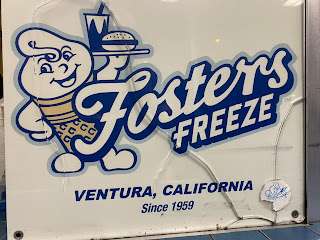 Fosters
FREEZE
VENTURA, CALIFORNIA
Since 1959